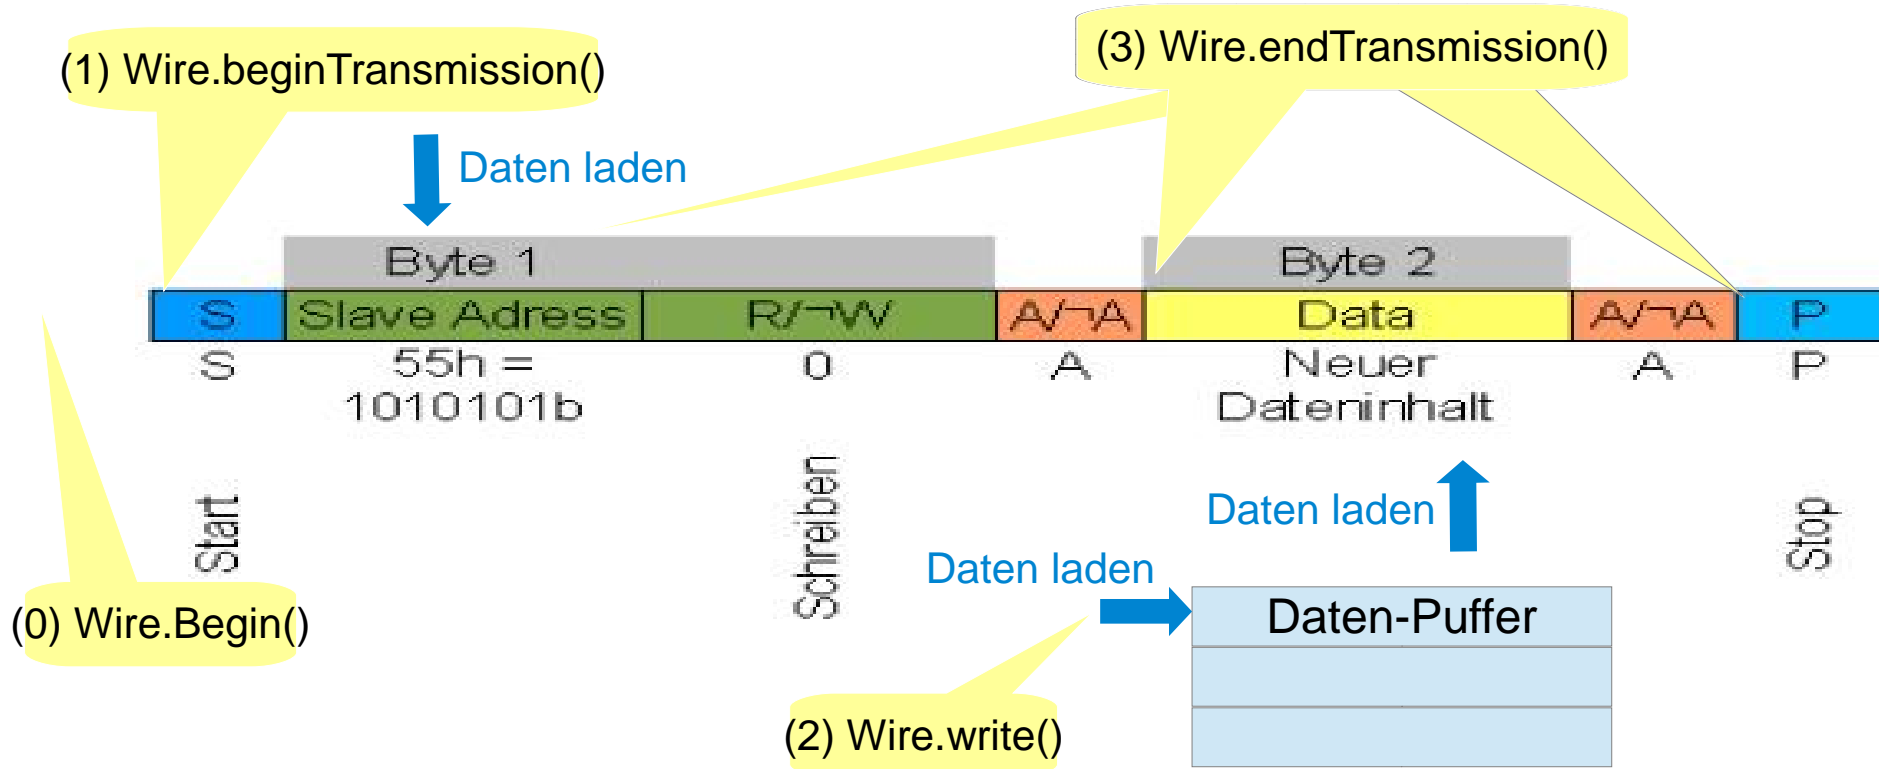 (1) Wire.beginTransmission()
(3) Wire.endTransmission()
Daten laden
Byte 1
Byte 2
S
Slave Adress
R/¬W
A/¬A
Data
A/¬A
P
S
55h =
1010101b
0
A
Neuer
Dateninhalt
A
P
Start
Schreiben
Stop
Daten laden
Daten laden
(0) Wire.Begin()
Daten-Puffer
(2) Wire.write()